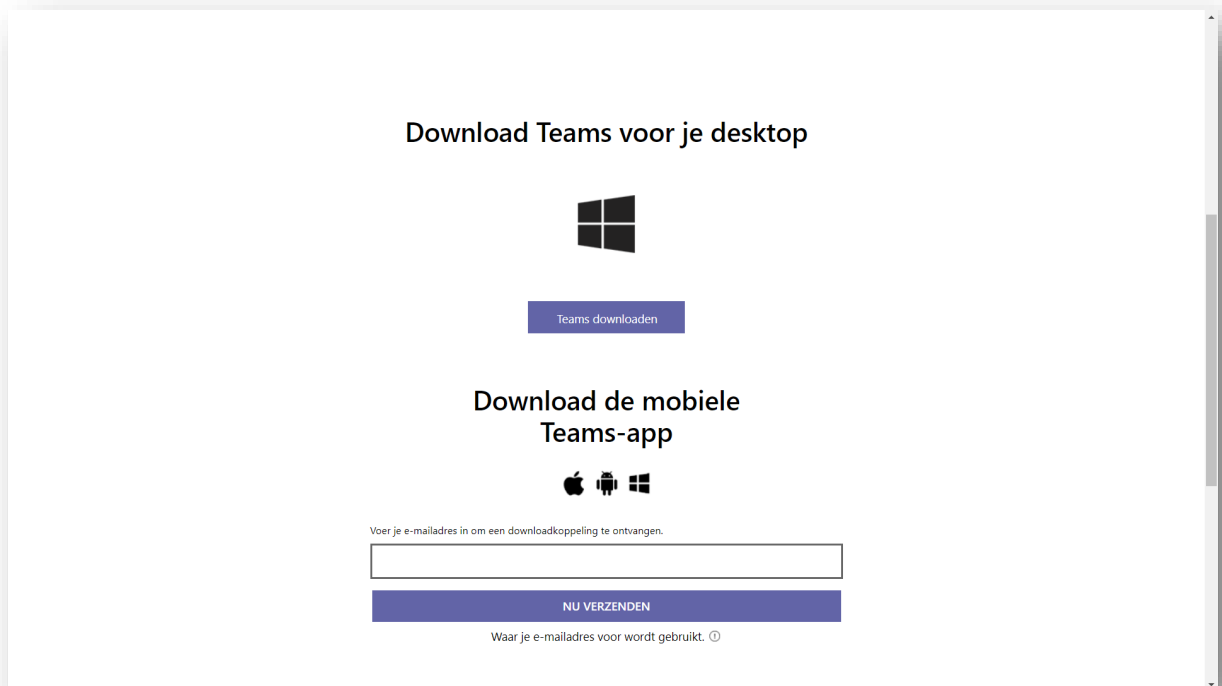 Download Teams voor je desktop
Teams downloaden
Download de mobiele
Teams-app
Voer je e-mailadres in om een downloadkoppeling te ontvangen.
NU VERZENDEN
Waar je e-mailadres voor wordt gebruikt.